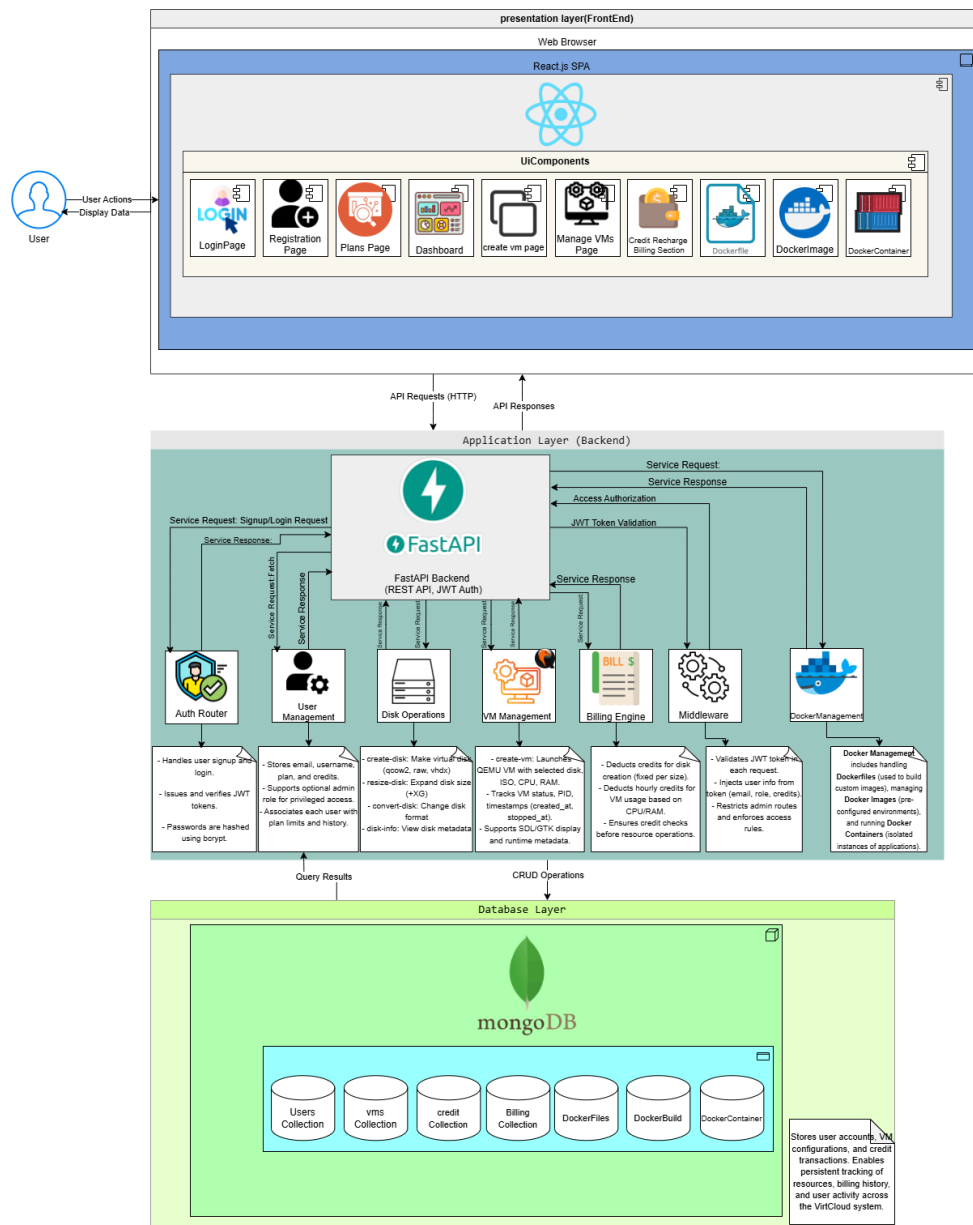 presentation layer(FrontEnd)
Web Browser
React.js SPA
UiComponents
LOGIN
LoginPage
Registration
Page
Plans Page
Dashboard
create vm page
Manage VMs
Page
Credit Recharge
Billing Section
Dockerfile
DockerImage
DockerContainer
User Actions
Display Data
User
API Requests (HTTP)
API Responses
Application Layer (Backend)
FastAPI
FastAPI Backend
(REST API, JWT Auth)
Service Request:
Service Response
Access Authorization
JWT Token Validation
Service Request: Signup/Login Request
Service Response:
Service Request:Fetch
Service Response
Service Response:
Service Request:
Service Request:
Service Response:
Service Response
Service Request:
Auth Router
User
Management
Disk Operations
VM Management
BILL $
Billing Engine
Middleware
DockerManagement
- Handles user signup and
login.
- Issues and verifies JWT
tokens.
- Passwords are hashed
using bcrypt.
- Stores email, username,
plan, and credits.
- Supports optional admin
role for privileged access.
- Associates each user with
plan limits and history.
- create-disk: Make virtual disk
(qcow2, raw, vhdx)
- resize-disk: Expand disk size
(+XG)
- convert-disk: Change disk
format
- disk-info: View disk metadata
- create-vm: Launches
QEMU VM with selected disk,
ISO, CPU, RAM.
- Tracks VM status, PID,
timestamps (created_at,
stopped_at).
- Supports SDL/GTK display
and runtime metadata.
- Deducts credits for disk
creation (fixed per size).
- Deducts hourly credits for
VM usage based on
CPU/RAM.
- Ensures credit checks
before resource operations.
- Validates JWT token in
each request.
- Injects user info from
token (email, role, credits).
- Restricts admin routes
and enforces access
rules.
Docker Management
includes handling
Dockerfiles (used to build
custom images), managing
Docker Images (pre-
configured environments),
and running Docker
Containers (isolated
instances of applications).
Query Results
CRUD Operations
Database Layer
mongoDB
Users
Collection
vms
Collection
credit
Collection
Billing
Collection
DockerFiles
DockerBuild
DockerContainer
Stores user accounts, VM
configurations, and credit
transactions. Enables
persistent tracking of
resources, billing history,
and user activity across
the VirtCloud system.